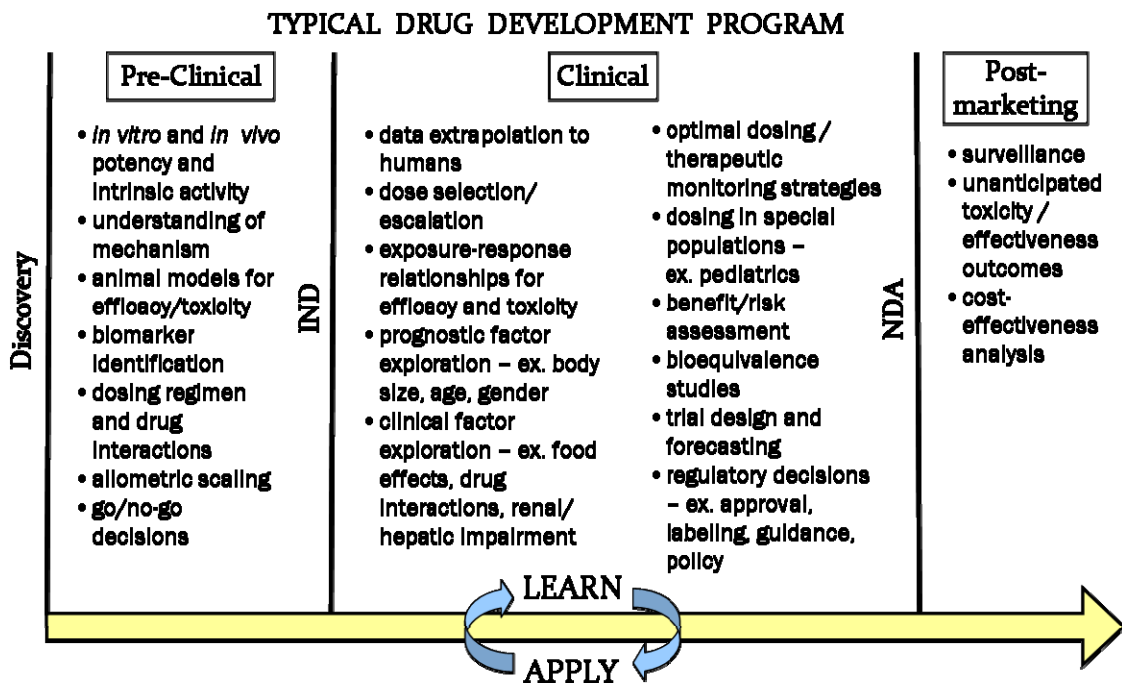 TYPICAL DRUG DEVELOPMENT PROGRAM
Discovery
Pre-Clinical
• in vitro and in vivo
potency and
intrinsic activity
• understanding of
mechanism
• animal models for
efficacy/toxicity
• biomarker
identification
• dosing regimen
and drug
interactions
• allometric scaling
• go/no-go
decisions
IND
Clinical
• data extrapolation to
humans
• dose selection/
escalation
• exposure-response
relationships for
efficacy and toxicity
• prognostic factor
exploration – ex. body
size, age, gender
• clinical factor
exploration – ex. food
effects, drug
interactions, renal/
hepatic impairment
• optimal dosing/
therapeutic
monitoring strategies
• dosing in special
populations –
ex. pediatrics
• benefit/risk
assessment
• bioequivalence
studies
• trial design and
forecasting
• regulatory decisions
– ex. approval,
labeling, guidance,
policy
NDA
Post-
marketing
• surveillance
• unanticipated
toxicity/
effectiveness
outcomes
• cost-
effectiveness
analysis
LEARN
APPLY